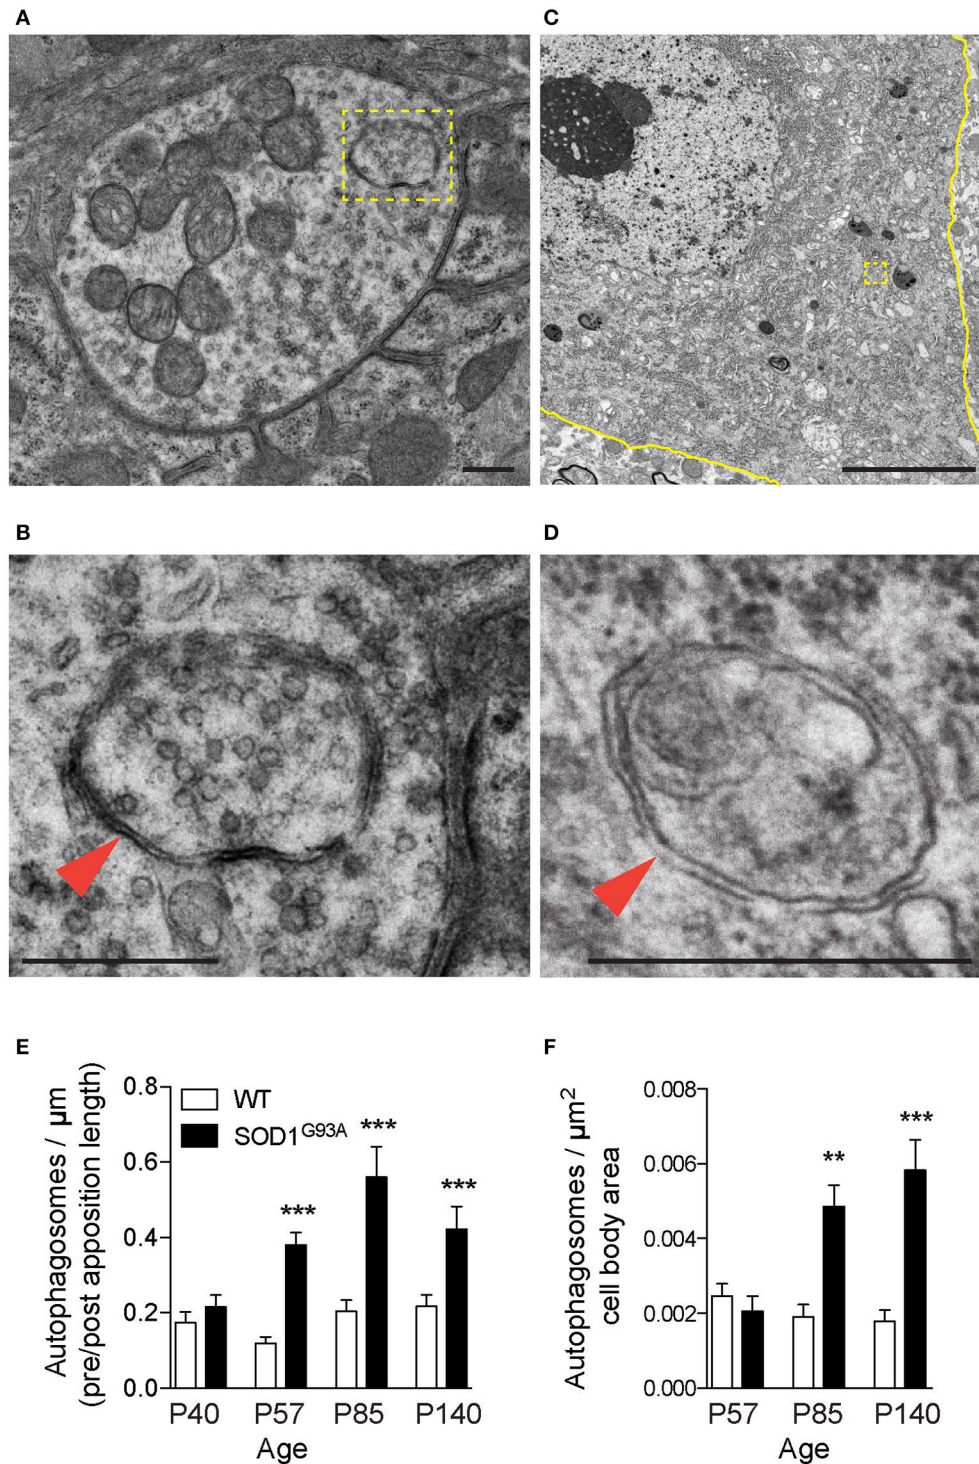 A
C
B
D
E
Autophagosomes / μm
(pre/post apposition length)
0.8
0.6
0.4
0.2
0.0
WT
SOD1G93A
***
***
***
P40
P57
P85
P140
Age
F
Autophagosomes / μm2
cell body area
0.008
0.006
0.004
0.002
0.000
**
***
P57
P85
P140
Age